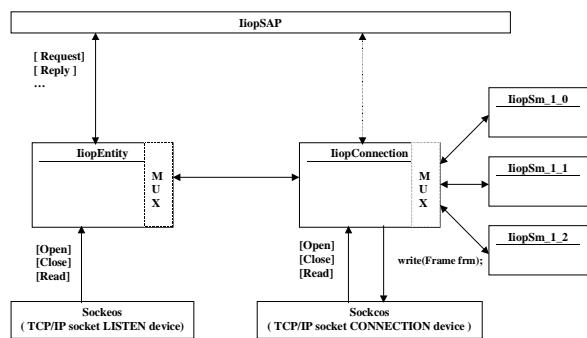 IiopSAP
[ Request]
[ Reply ]
...
IiopEntity
M
U
X
IiopConnection
M
U
X
IiopSm_1_0
IiopSm_1_1
IiopSm_1_2
[Open]
[Close]
[Read]
[Open]
[Close]
[Read]
write(Frame frm);
Sockeos
( TCP/IP socket LISTEN device)
Sockeos
( TCP/IP socket CONNECTION device )